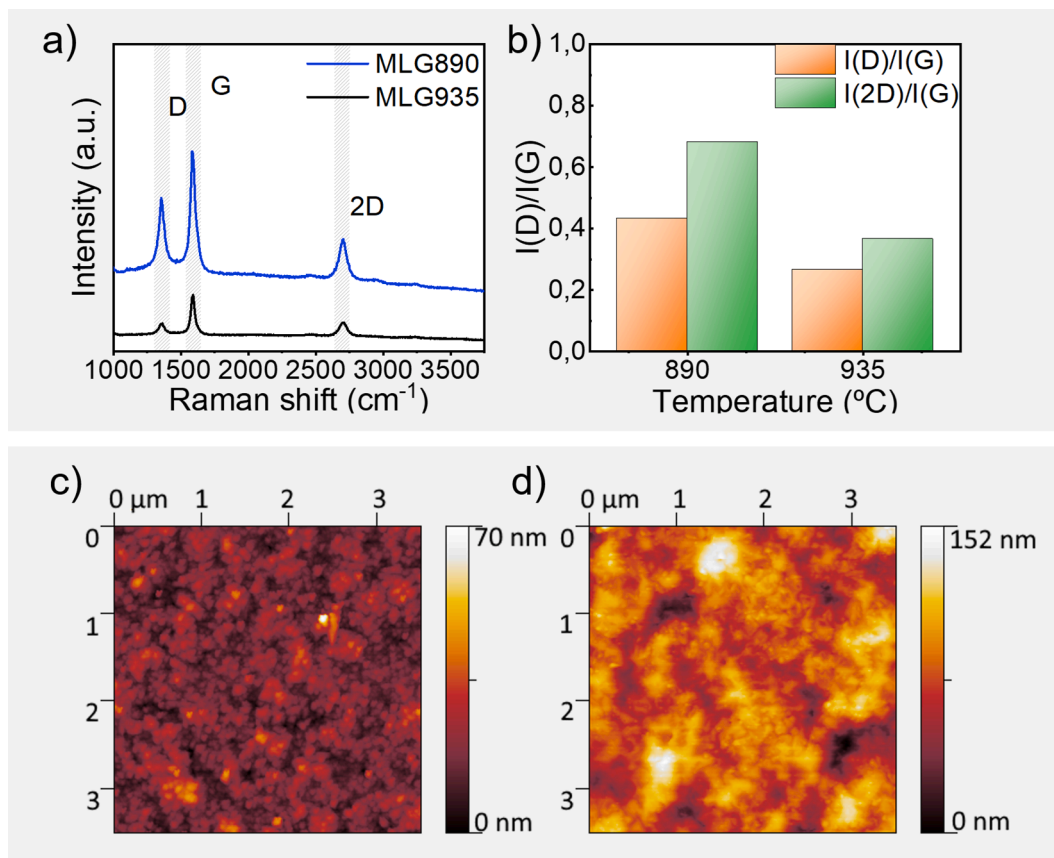 a)
MLG890
MLG935
D
G
2D
Intensity (a.u.)
1000 1500 2000 2500 3000 3500
Raman shift (cm⁻¹)
b)
1,0
0,8
0,6
0,4
0,2
0,0
I(D)/I(G)
I(D)/I(G)
I(2D)/I(G)
890 935
Temperature (ºC)
c)
0 µm 1 2 3
0
1
2
3
70 nm
0 nm
d)
0 µm 1 2 3
0
1
2
3
152 nm
0 nm